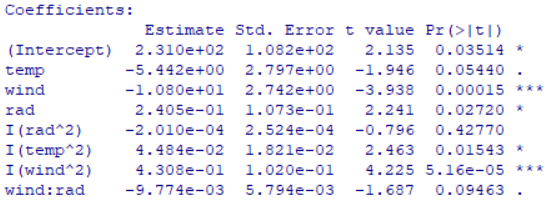 Coefficients:
              Estimate Std. Error t value Pr(>|t|)
(Intercept)  2.310e+02  1.082e+02   2.135  0.03514 *
temp        -5.442e+00  2.797e+00  -1.946  0.05440 .
wind        -1.080e+01  2.742e+00  -3.938  0.00015 ***
rad          2.405e-01  1.073e-01   2.241  0.02720 *
I(rad^2)    -2.010e-04  2.524e-04  -0.796  0.42770
I(temp^2)    4.484e-02  1.821e-02   2.463  0.01543 *
I(wind^2)    4.308e-01  1.020e-01   4.225 5.16e-05 ***
wind:rad    -9.774e-03  5.794e-03  -1.687  0.09463 .